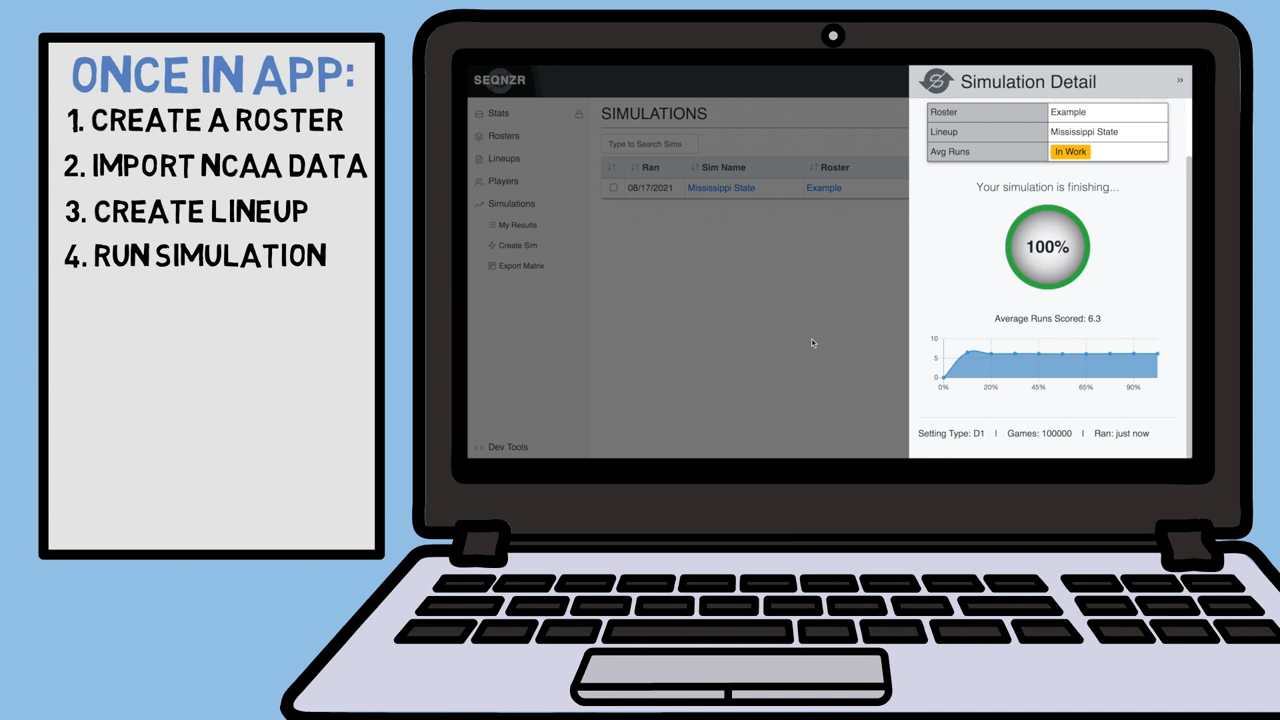 ONCE IN APP:
1. CREATE A ROSTER
2. IMPORT NCAA DATA
3. CREATE LINEUP
4. RUN SIMULATION
SEQNZR
Stats
Rosters
Lineups
Players
Simulations
My Results
Create Sim
Export Matrix
Dev Tools
SIMULATIONS
Type to Search Sims
Ran Sim Name Roster
08/17/2021 Mississippi State Example
Simulation Detail »
Roster Example
Lineup Mississippi State
Avg Runs In Work
Your simulation is finishing...
100%
Average Runs Scored: 6.3
10
5
0
0% 20% 45% 65% 90%
Setting Type: D1 | Games: 100000 | Ran: just now